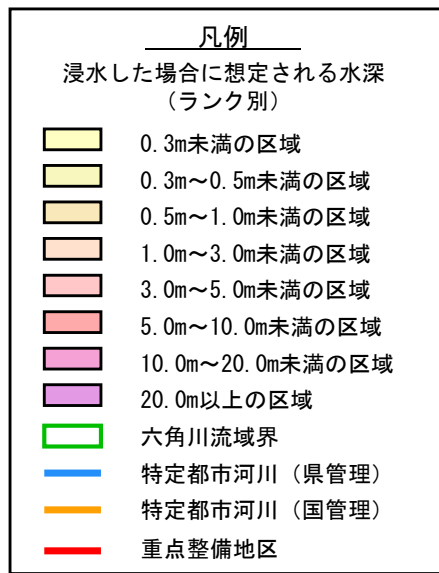 凡例
浸水した場合に想定される水深
（ランク別）
0.3m未満の区域
0.3m～0.5m未満の区域
0.5m～1.0m未満の区域
1.0m～3.0m未満の区域
3.0m～5.0m未満の区域
5.0m～10.0m未満の区域
10.0m～20.0m未満の区域
20.0m以上の区域
六角川流域界
特定都市河川（県管理）
特定都市河川（国管理）
重点整備地区